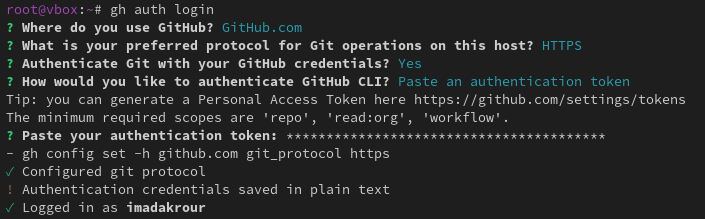 root@vbox:~# gh auth login
? Where do you use GitHub? GitHub.com
? What is your preferred protocol for Git operations on this host? HTTPS
? Authenticate Git with your GitHub credentials? Yes
? How would you like to authenticate GitHub CLI? Paste an authentication token
Tip: you can generate a Personal Access Token here https://github.com/settings/tokens
The minimum required scopes are 'repo', 'read:org', 'workflow'.
? Paste your authentication token: ****************************************
- gh config set -h github.com git_protocol https
✓ Configured git protocol
! Authentication credentials saved in plain text
✓ Logged in as imadakrour